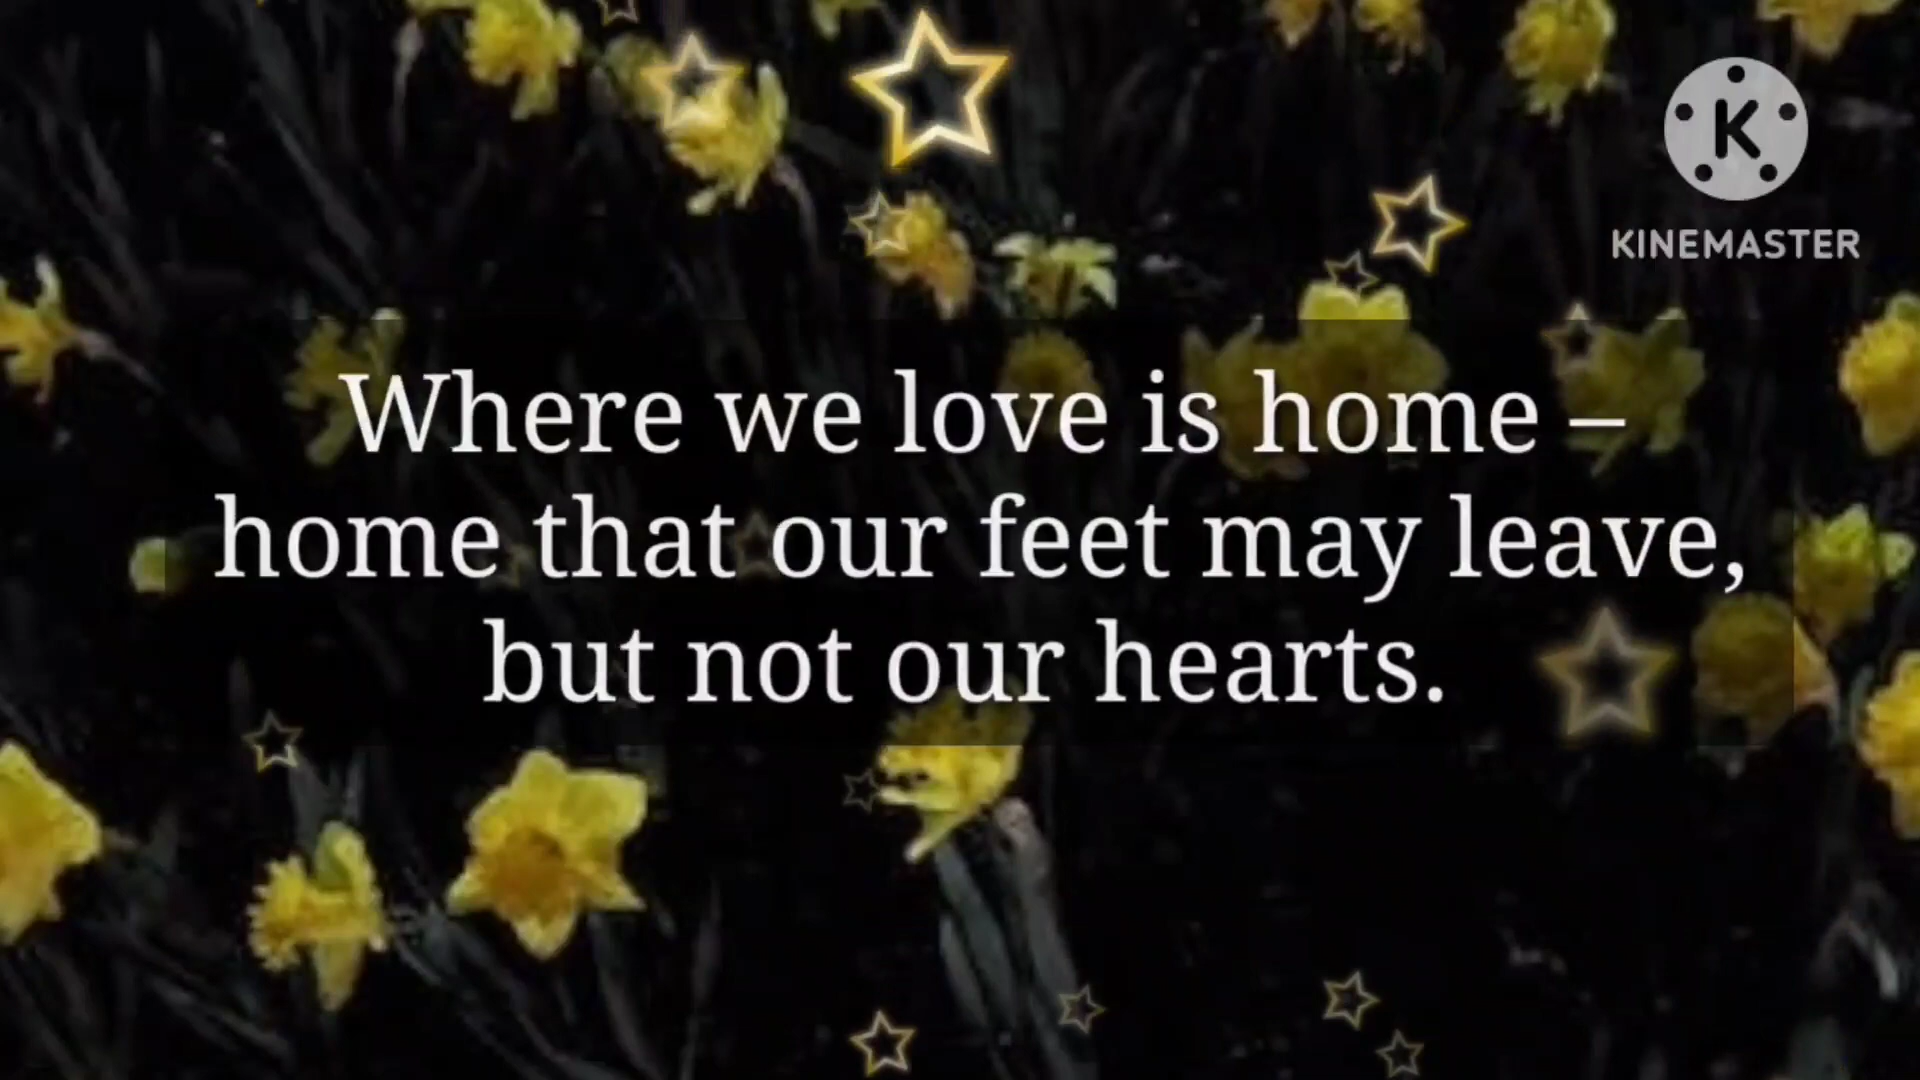 K
KINEMASTER
Where we love is home –
home that our feet may leave,
but not our hearts.